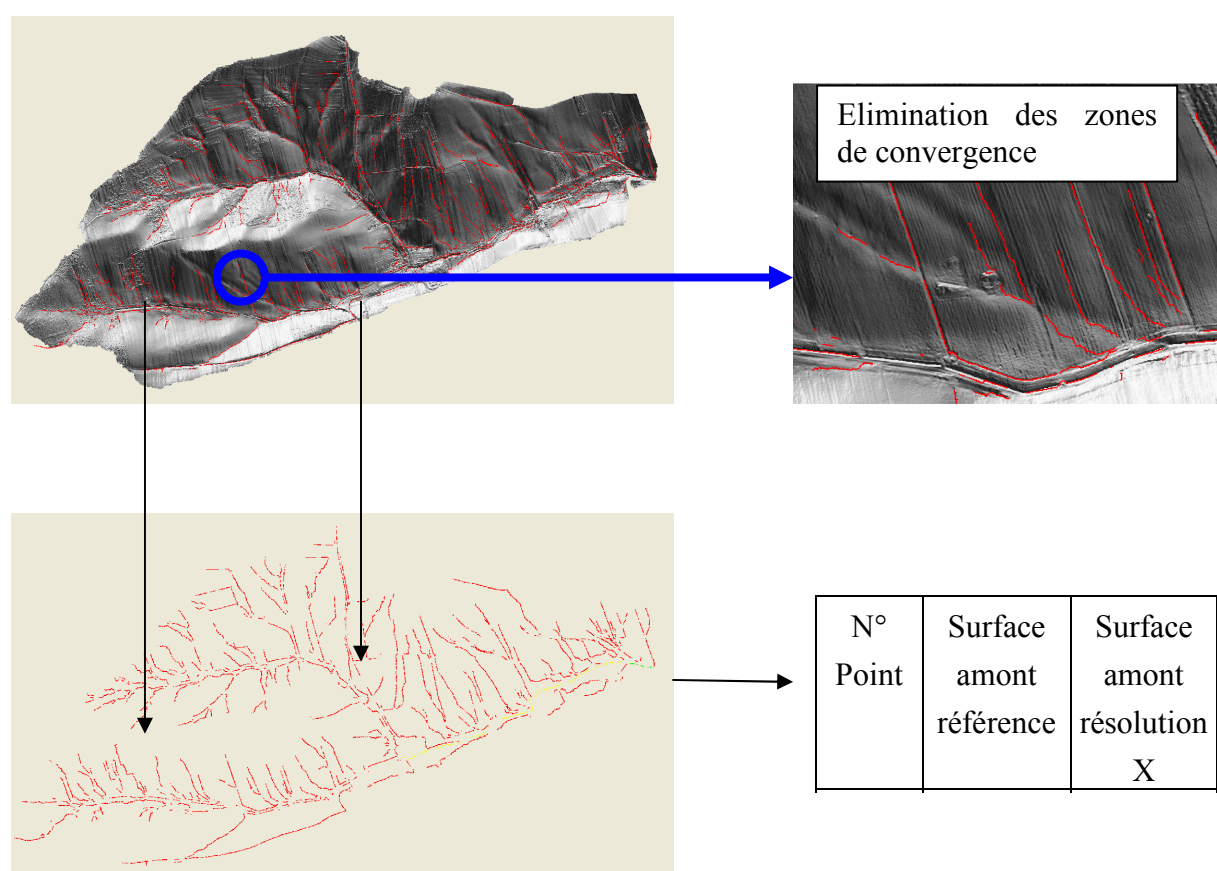 Elimination des zones
de convergence
N°
Point
Surface
amont
référence
Surface
amont
résolution
X